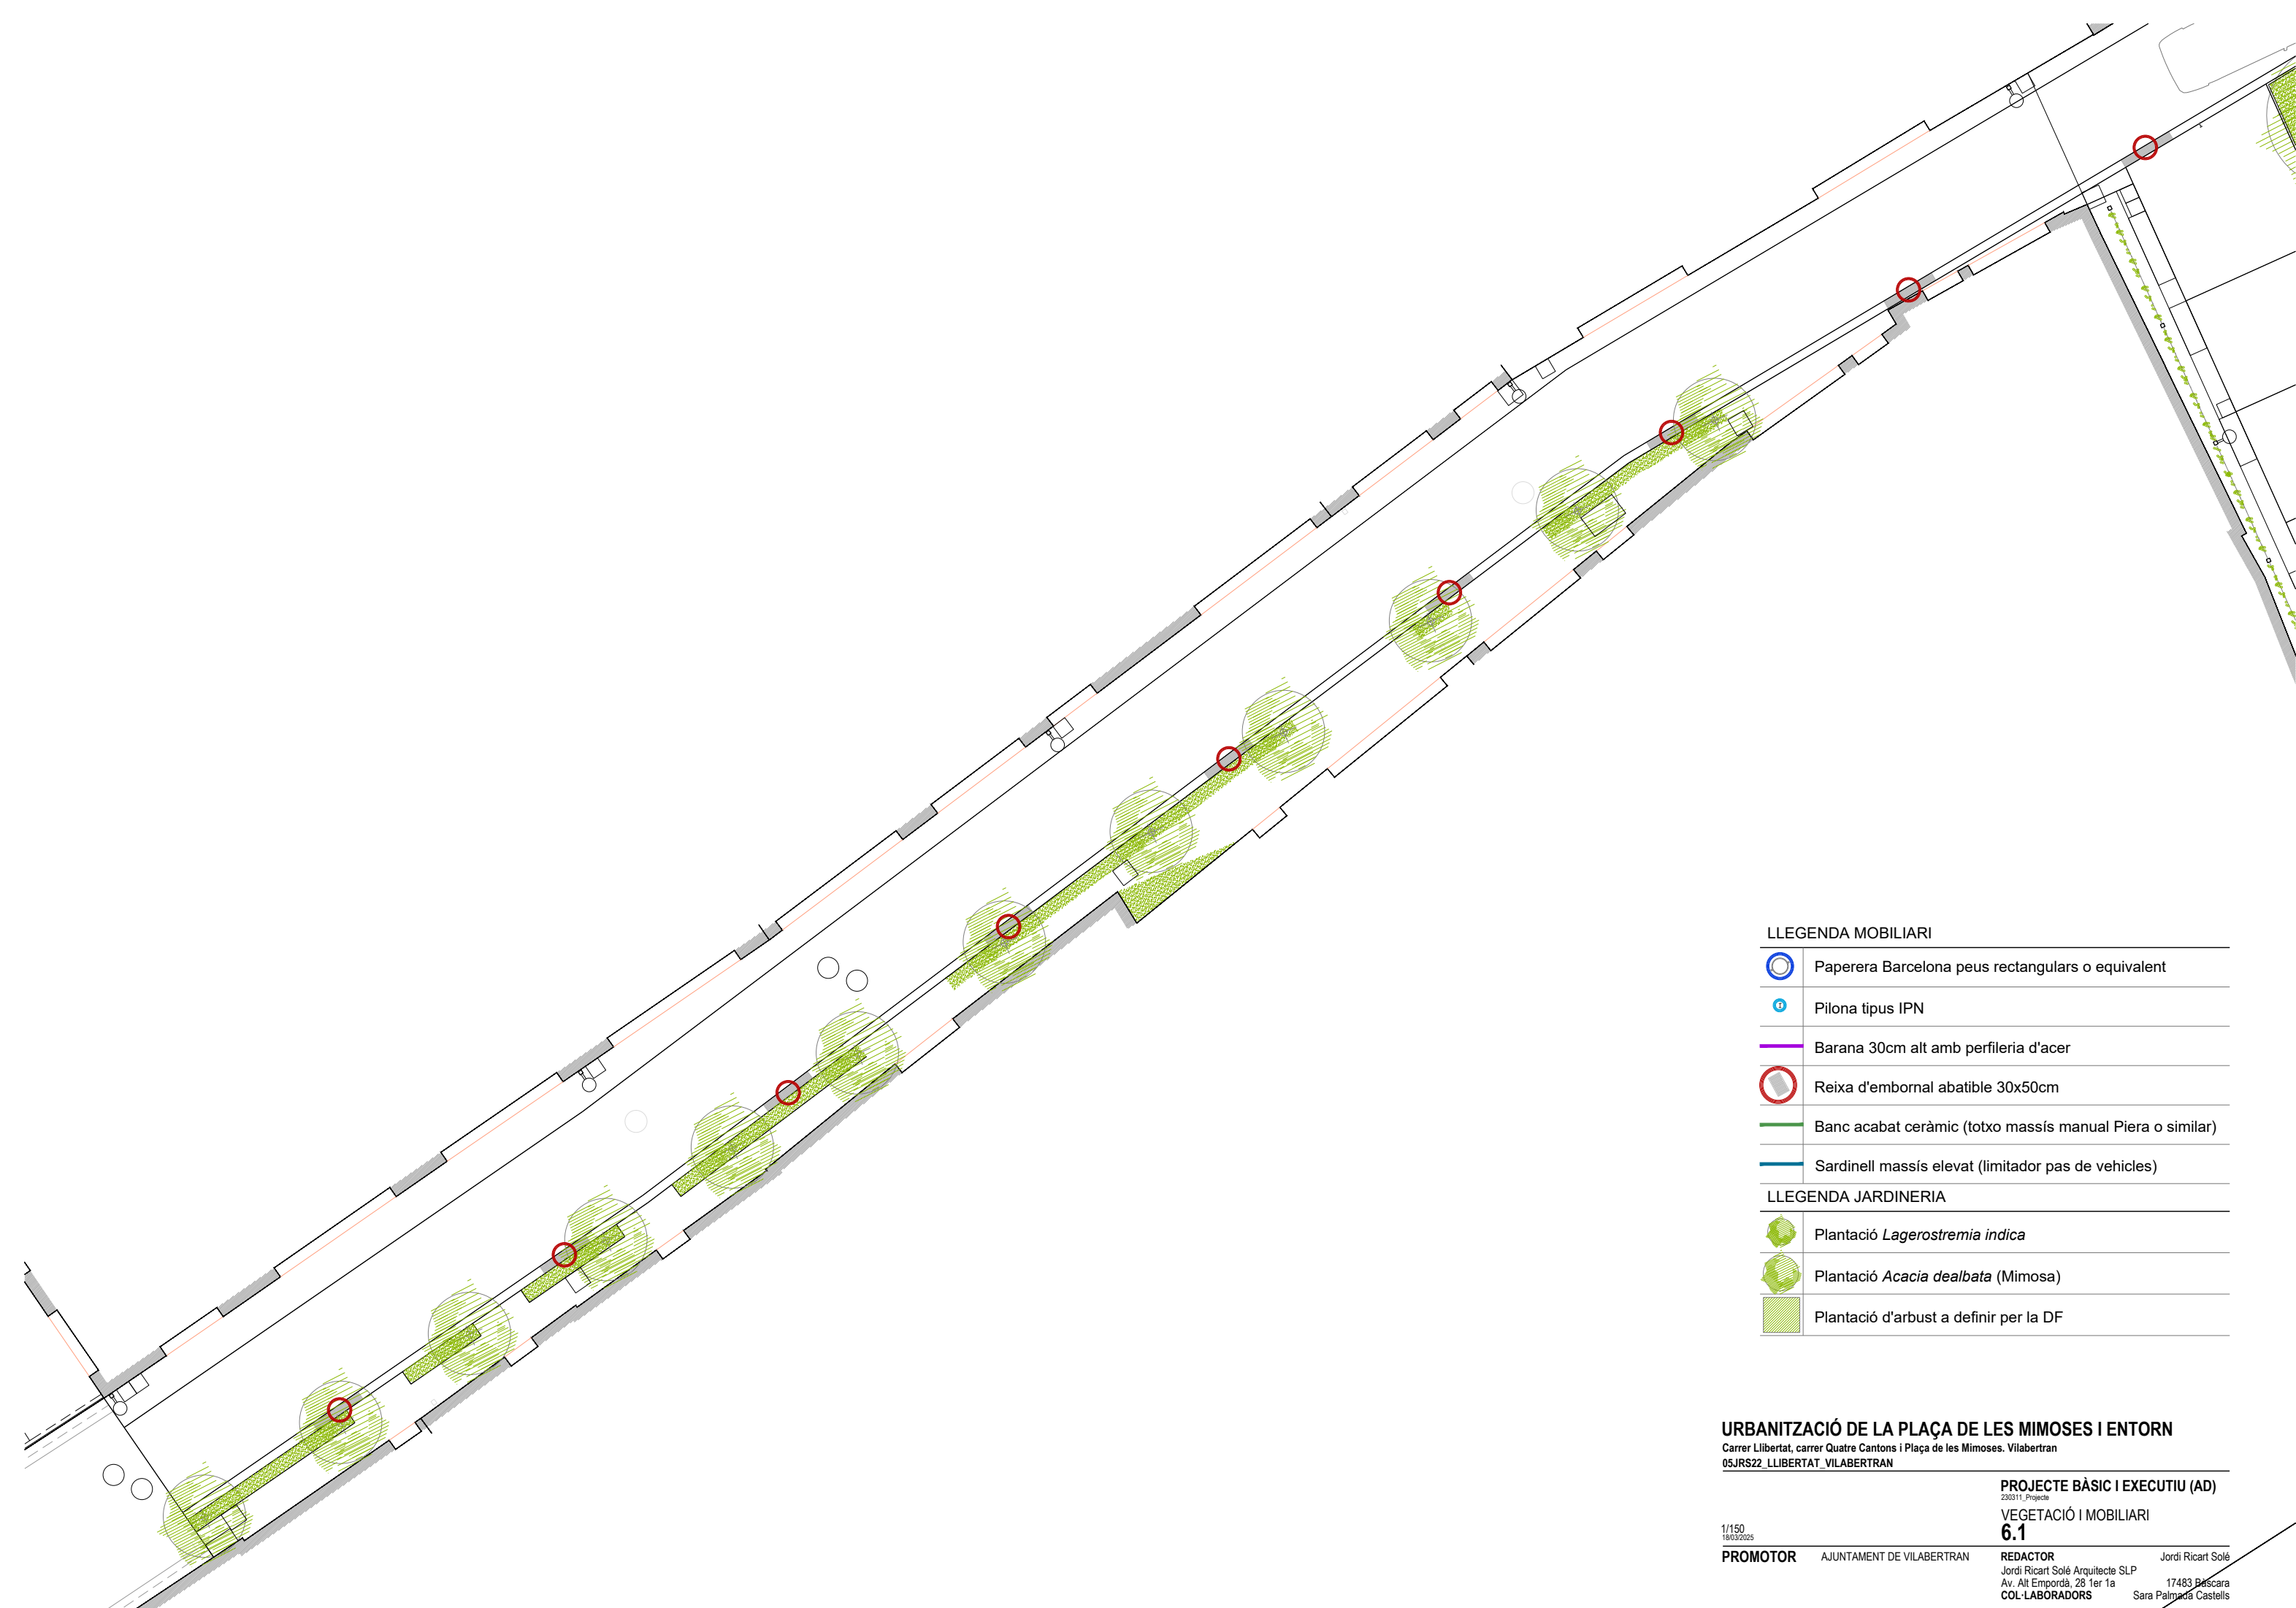 LLEGENDA MOBILIARI
Paperera Barcelona peus rectangulars o equivalent
Pilona tipus IPN
Barana 30cm alt amb perfileria d'acer
Reixa d'embornal abatible 30x50cm
Banc acabat ceràmic (totxo massís manual Piera o similar)
Sardinell massís elevat (limitador pas de vehicles)
LLEGENDA JARDINERIA
Plantació Lagerostremia indica
Plantació Acacia dealbata (Mimosa)
Plantació d'arbust a definir per la DF
URBANITZACIÓ DE LA PLAÇA DE LES MIMOSES I ENTORN
Carrer Llibertat, carrer Quatre Cantons i Plaça de les Mimoses. Vilabertran
05JRS22_LLIBERTAT_VILABERTRAN
PROJECTE BÀSIC I EXECUTIU (AD)
230311_Projecte
VEGETACIÓ I MOBILIARI
1/150
6.1
18/03/2025
PROMOTOR AJUNTAMENT DE VILABERTRAN
REDACTOR Jordi Ricart Solé
Jordi Ricart Solé Arquitecte SLP
Av. Alt Empordà, 28 1er 1a 17483 Bàscara
COL·LABORADORS Sara Palmada Castells